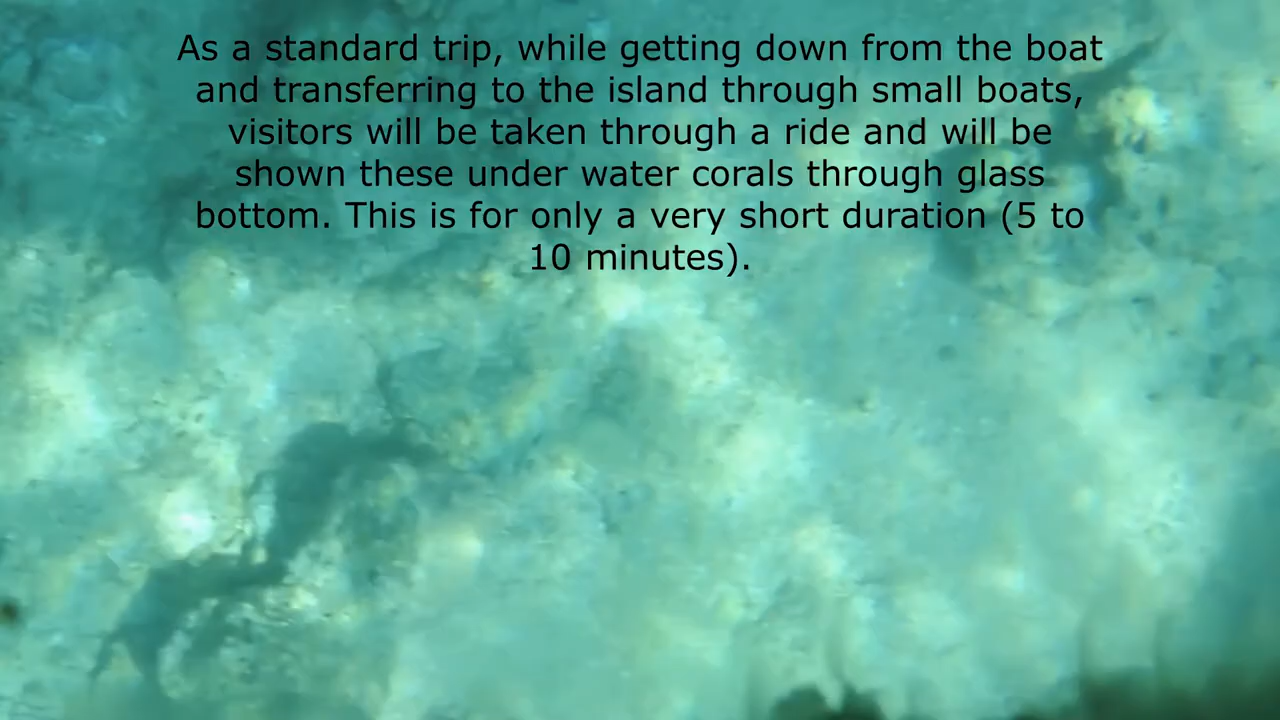 As a standard trip, while getting down from the boat
and transferring to the island through small boats,
visitors will be taken through a ride and will be
shown these under water corals through glass
bottom. This is for only a very short duration (5 to
10 minutes).